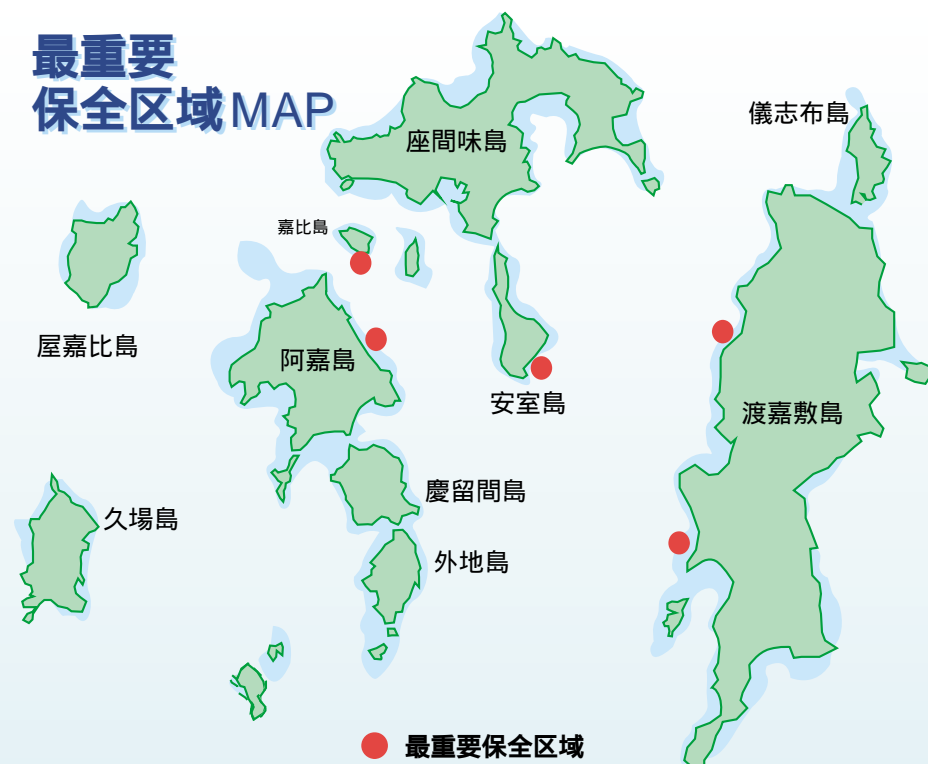 最重要
保全区域MAP
儀志布島
座間味島
嘉比島
屋嘉比島
阿嘉島
安室島
渡嘉敷島
慶留間島
久場島
外地島
最重要保全区域